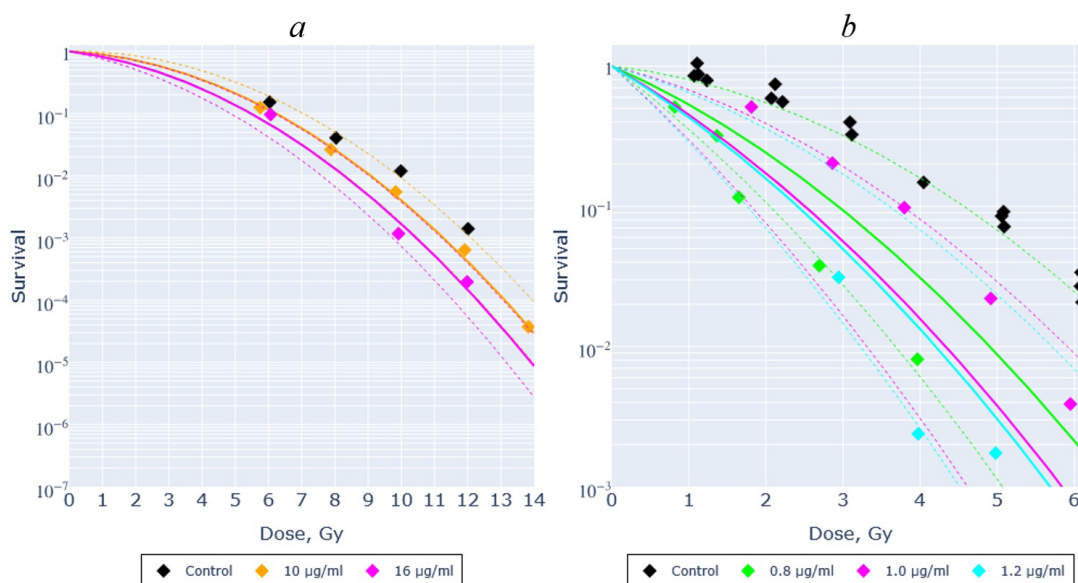 a
b
1
10⁻¹
10⁻²
10⁻³
10⁻⁴
10⁻⁵
10⁻⁶
10⁻⁷
Survival
0 1 2 3 4 5 6 7 8 9 10 11 12 13 14
Dose, Gy
Control 10 μg/ml 16 μg/ml
1
10⁻¹
10⁻²
10⁻³
Survival
0 1 2 3 4 5 6
Dose, Gy
Control 0.8 μg/ml 1.0 μg/ml 1.2 μg/ml